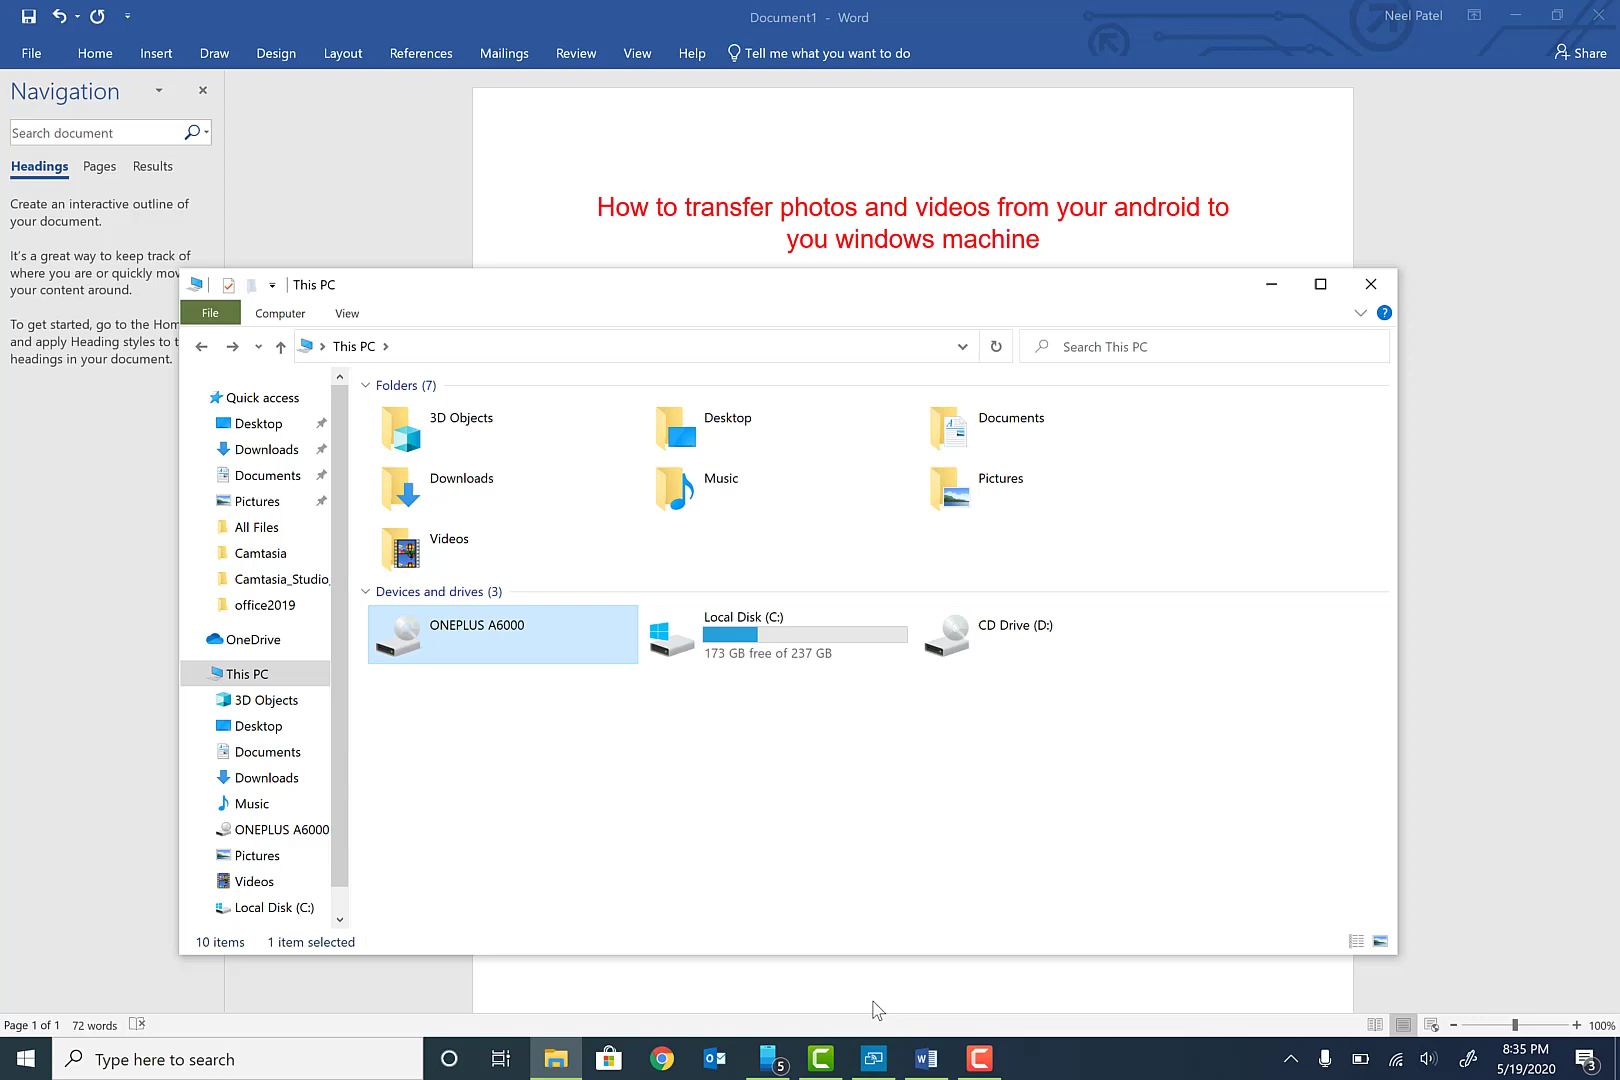 Document1 - Word
Neel Patel
File Home Insert Draw Design Layout References Mailings Review View Help Tell me what you want to do Share
Navigation
Search document
Headings Pages Results
Create an interactive outline of
your document.
It's a great way to keep track of
where you are or quickly mov
your content around.
To get started, go to the Hom
and apply Heading styles to t
headings in your document.
How to transfer photos and videos from your android to
you windows machine
This PC
File Computer View
This PC
Search This PC
Quick access
Desktop
Downloads
Documents
Pictures
All Files
Camtasia
Camtasia_Studio_
office2019
OneDrive
This PC
3D Objects
Desktop
Documents
Downloads
Music
ONEPLUS A6000
Pictures
Videos
Local Disk (C:)
Folders (7)
3D Objects Desktop Documents
Downloads Music Pictures
Videos
Devices and drives (3)
ONEPLUS A6000
Local Disk (C:)
173 GB free of 237 GB
CD Drive (D:)
10 items 1 item selected
Page 1 of 1 72 words
100%
Type here to search
5
8:35 PM
5/19/2020
3